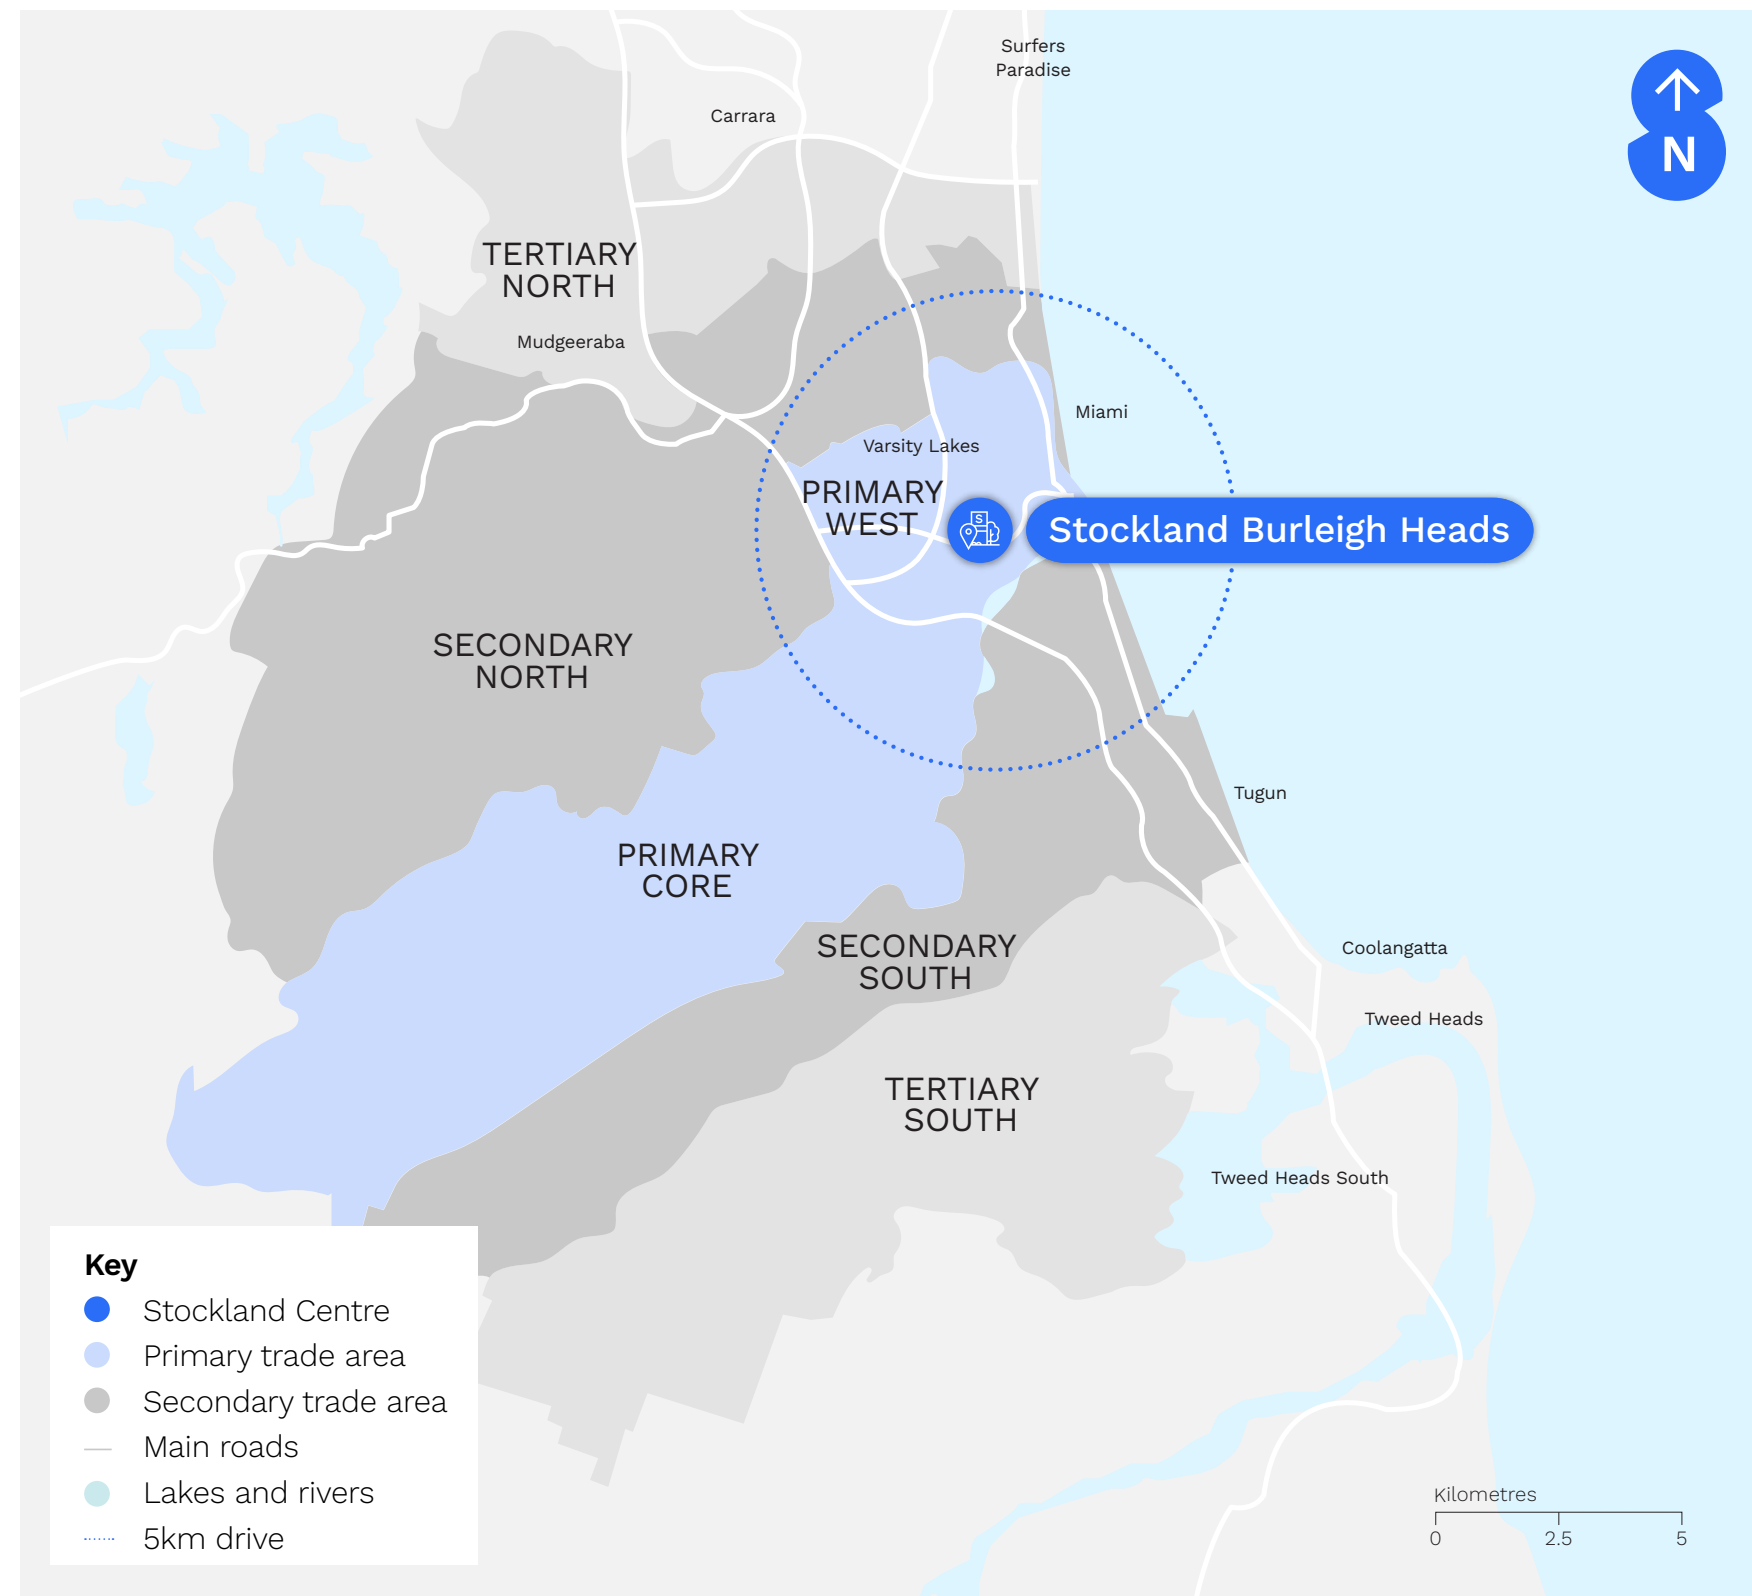 Surfers
Paradise
Carrara
N
TERTIARY
NORTH
Mudgeeraba
Miami
Varsity Lakes
PRIMARY
WEST
S
Stockland Burleigh Heads
SECONDARY
NORTH
Tugun
PRIMARY
CORE
SECONDARY
SOUTH
Coolangatta
Tweed Heads
TERTIARY
SOUTH
Tweed Heads South
Key
Stockland Centre
Primary trade area
Secondary trade area
Main roads
Lakes and rivers
5km drive
Kilometres
0 2.5 5